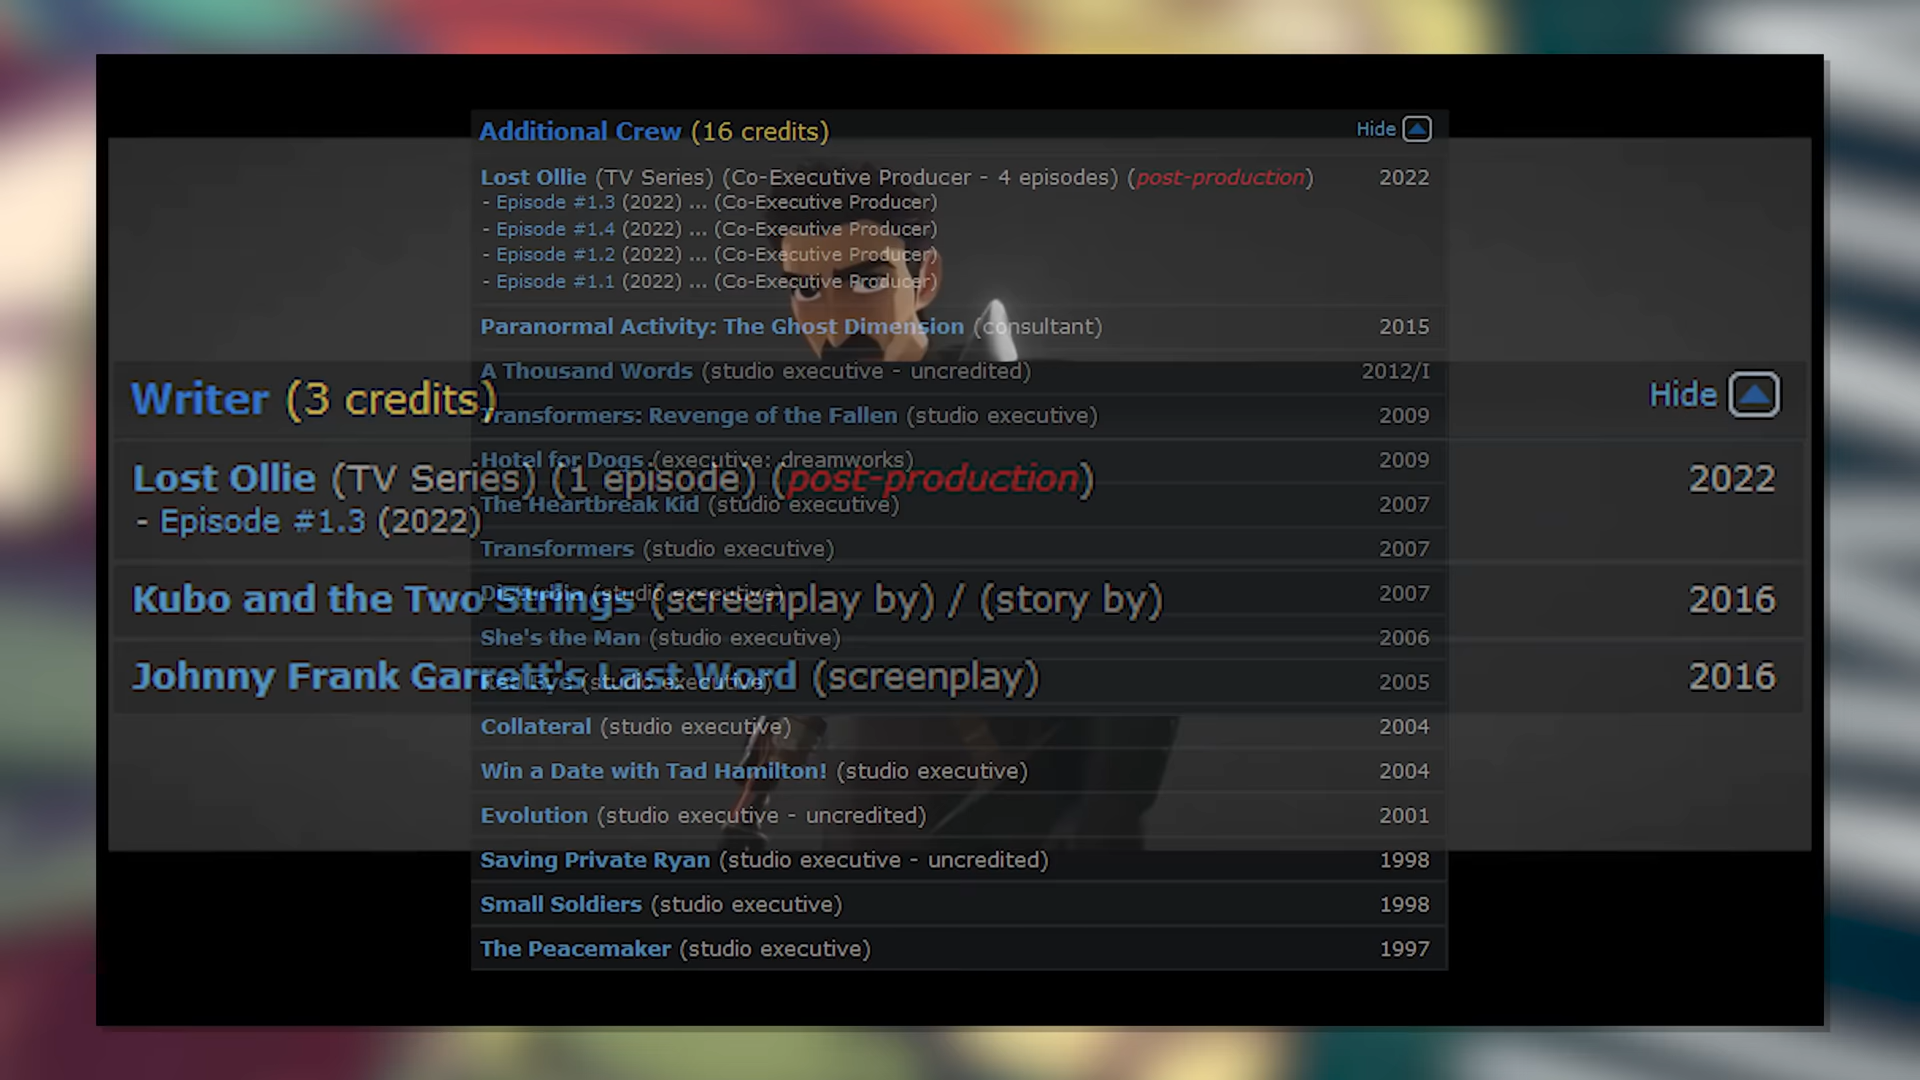 Additional Crew (16 credits)
Hide
Lost Ollie (TV Series) (Co-Executive Producer - 4 episodes) (post-production) 2022
- Episode #1.3 (2022) ... (Co-Executive Producer)
- Episode #1.4 (2022) ... (Co-Executive Producer)
- Episode #1.2 (2022) ... (Co-Executive Producer)
- Episode #1.1 (2022) ... (Co-Executive Producer)
Paranormal Activity: The Ghost Dimension (consultant) 2015
A Thousand Words (studio executive - uncredited) 2012/I
Transformers: Revenge of the Fallen (studio executive) 2009
Hotel for Dogs (executive: dreamworks) 2009
The Heartbreak Kid (studio executive) 2007
Transformers (studio executive) 2007
Disturbia (studio executive) 2007
She's the Man (studio executive) 2006
Red Eye (studio executive) 2005
Collateral (studio executive) 2004
Win a Date with Tad Hamilton! (studio executive) 2004
Evolution (studio executive - uncredited) 2001
Saving Private Ryan (studio executive - uncredited) 1998
Small Soldiers (studio executive) 1998
The Peacemaker (studio executive) 1997
Writer (3 credits)
Hide
Lost Ollie (TV Series) (1 episode) (post-production) 2022
- Episode #1.3 (2022)
Kubo and the Two Strings (screenplay by) / (story by) 2016
Johnny Frank Garrett's Last Word (screenplay) 2016